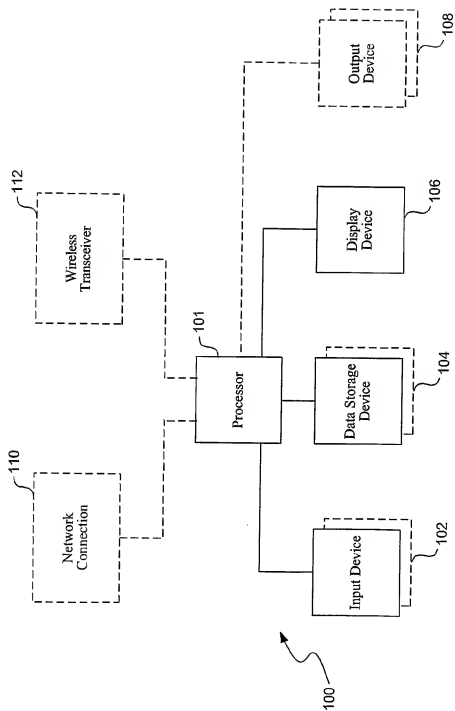 110
Network
Connection
112
Wireless
Transceiver
101
Processor
100
Input Device
102
Data Storage
Device
104
Display
Device
106
Output
Device
108